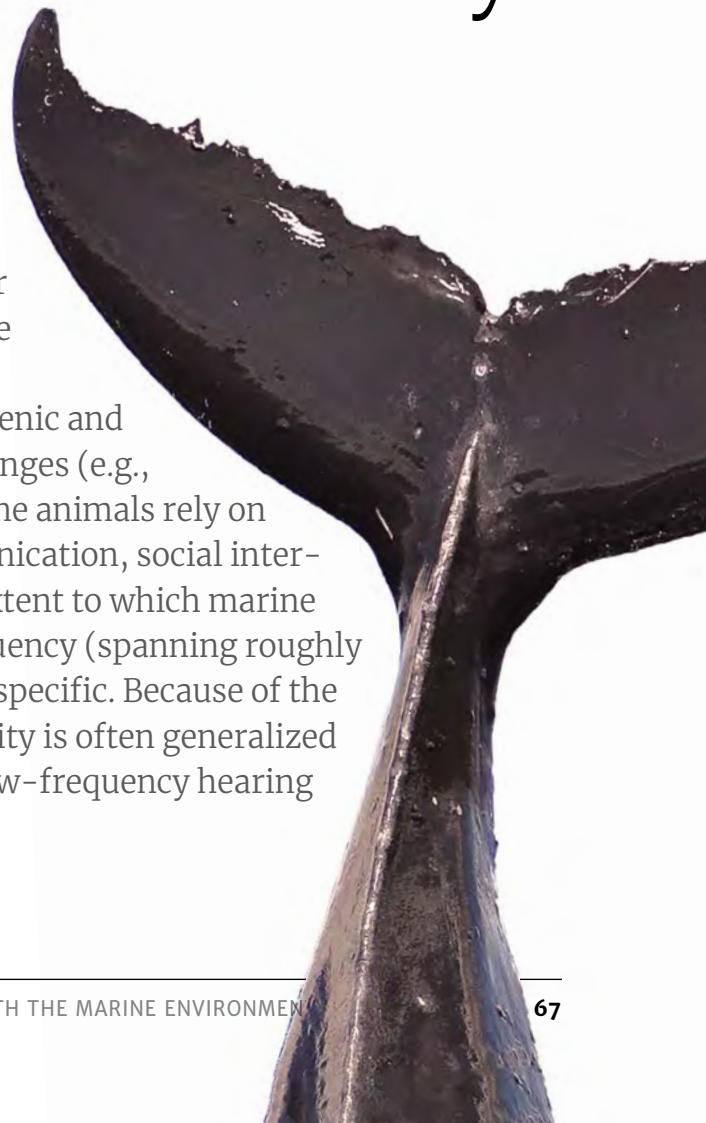 r
e
enic and
nges (e.g.,
ne animals rely on
nication, social inter-
xtent to which marine
uency (spanning roughly
specific. Because of the
ity is often generalized
w-frequency hearing
TH THE MARINE ENVIRONMEN 67